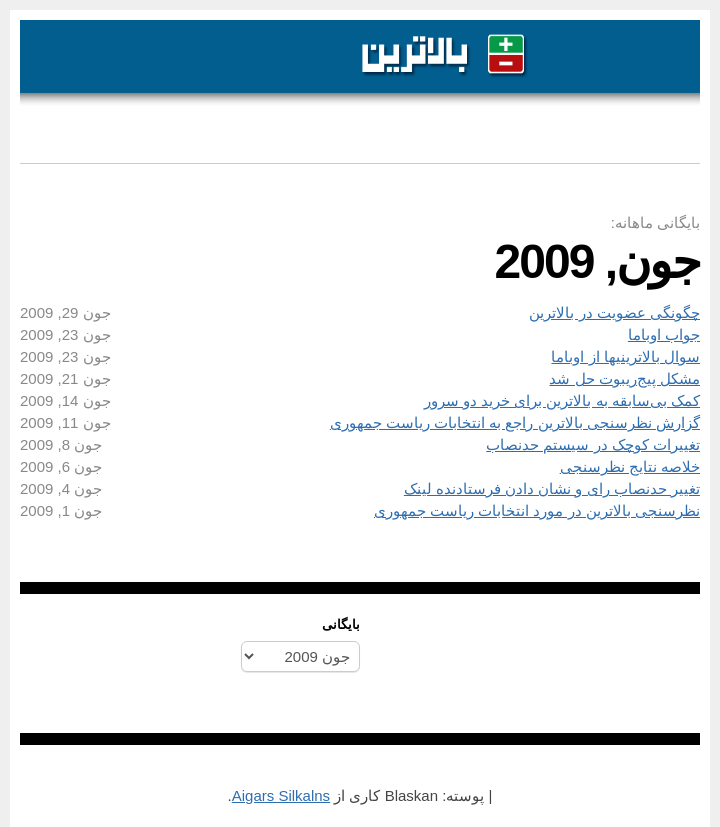 بالاترین
بایگانی ماهانه:
جون, 2009
چگونگی عضویت در بالاترین جون 29, 2009
جواب اوباما جون 23, 2009
سوال بالاترینیها از اوباما جون 23, 2009
مشکل پیج‌ریبوت حل شد جون 21, 2009
کمک بی‌سابقه به بالاترین برای خرید دو سرور جون 14, 2009
گزارش نظرسنجی بالاترین راجع به انتخابات ریاست جمهوری جون 11, 2009
تغییرات کوچک در سیستم حدنصاب جون 8, 2009
خلاصه نتایج نظرسنجی جون 6, 2009
تغییر حدنصاب رای و نشان دادن فرستادنده لینک جون 4, 2009
نظرسنجی بالاترین در مورد انتخابات ریاست جمهوری جون 1, 2009
بایگانی
جون 2009
| پوسته: Blaskan کاری از Aigars Silkalns.